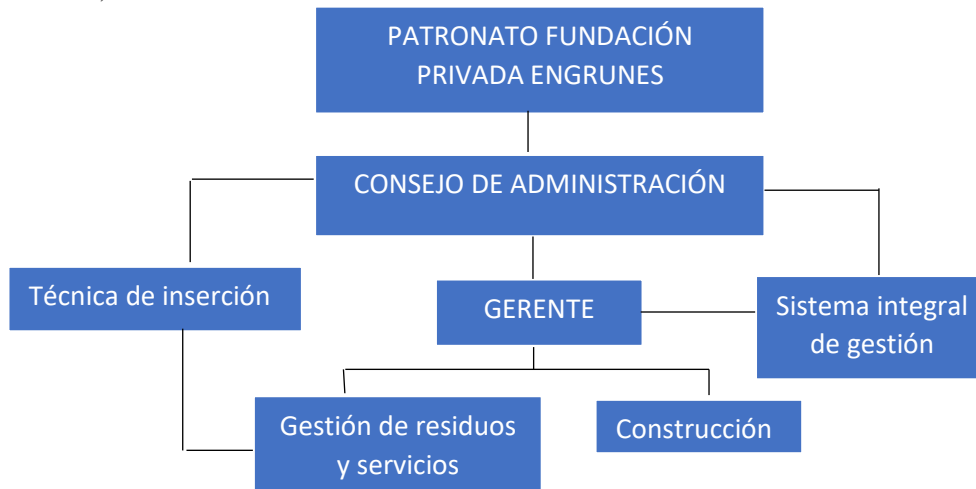 PATRONATO FUNDACIÓN
PRIVADA ENGRUNES
CONSEJO DE ADMINISTRACIÓN
Técnica de inserción
GERENTE
Sistema integral
de gestión
Gestión de residuos
y servicios
Construcción